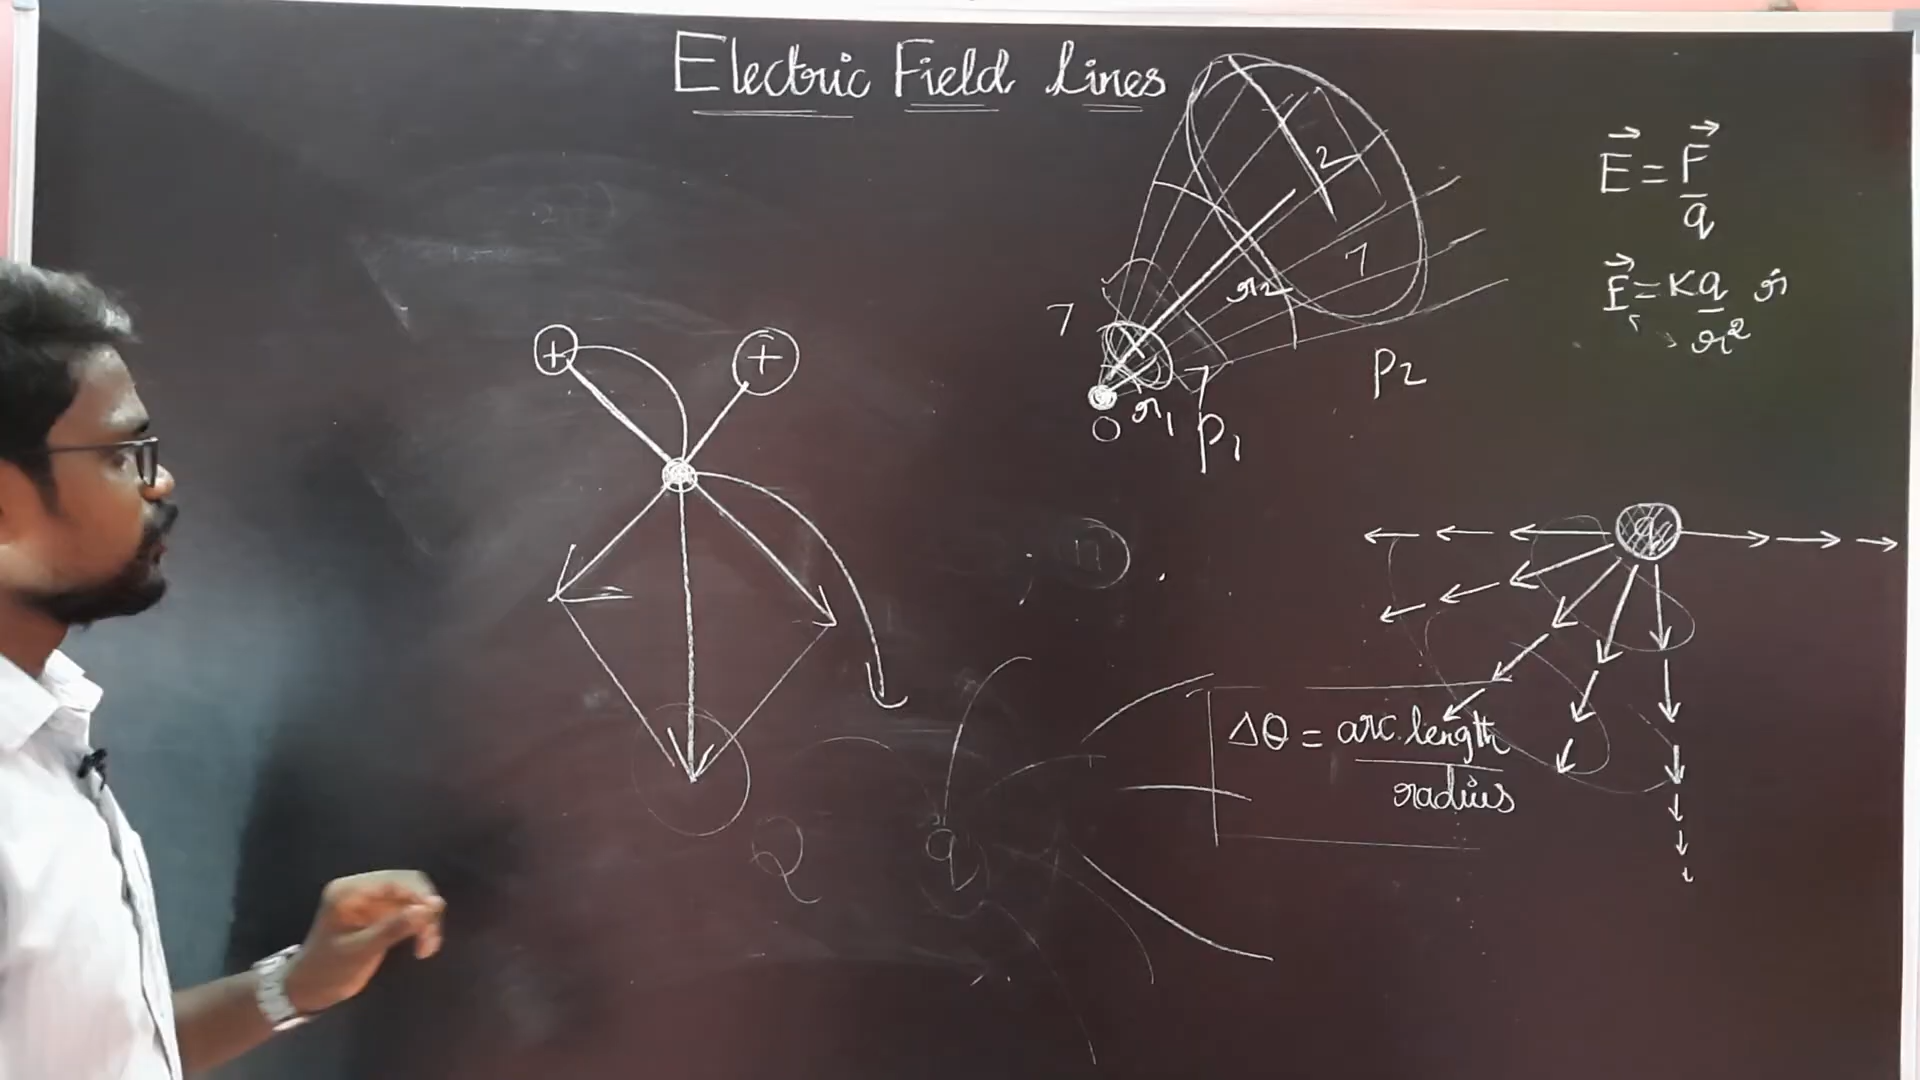 Electric Field Lines
E = F
q
E = Kq r̂
r2
2
7
7
r2
7
O r1 P1
P2
+ +
q
Δθ = arc length
radius
Q q
n